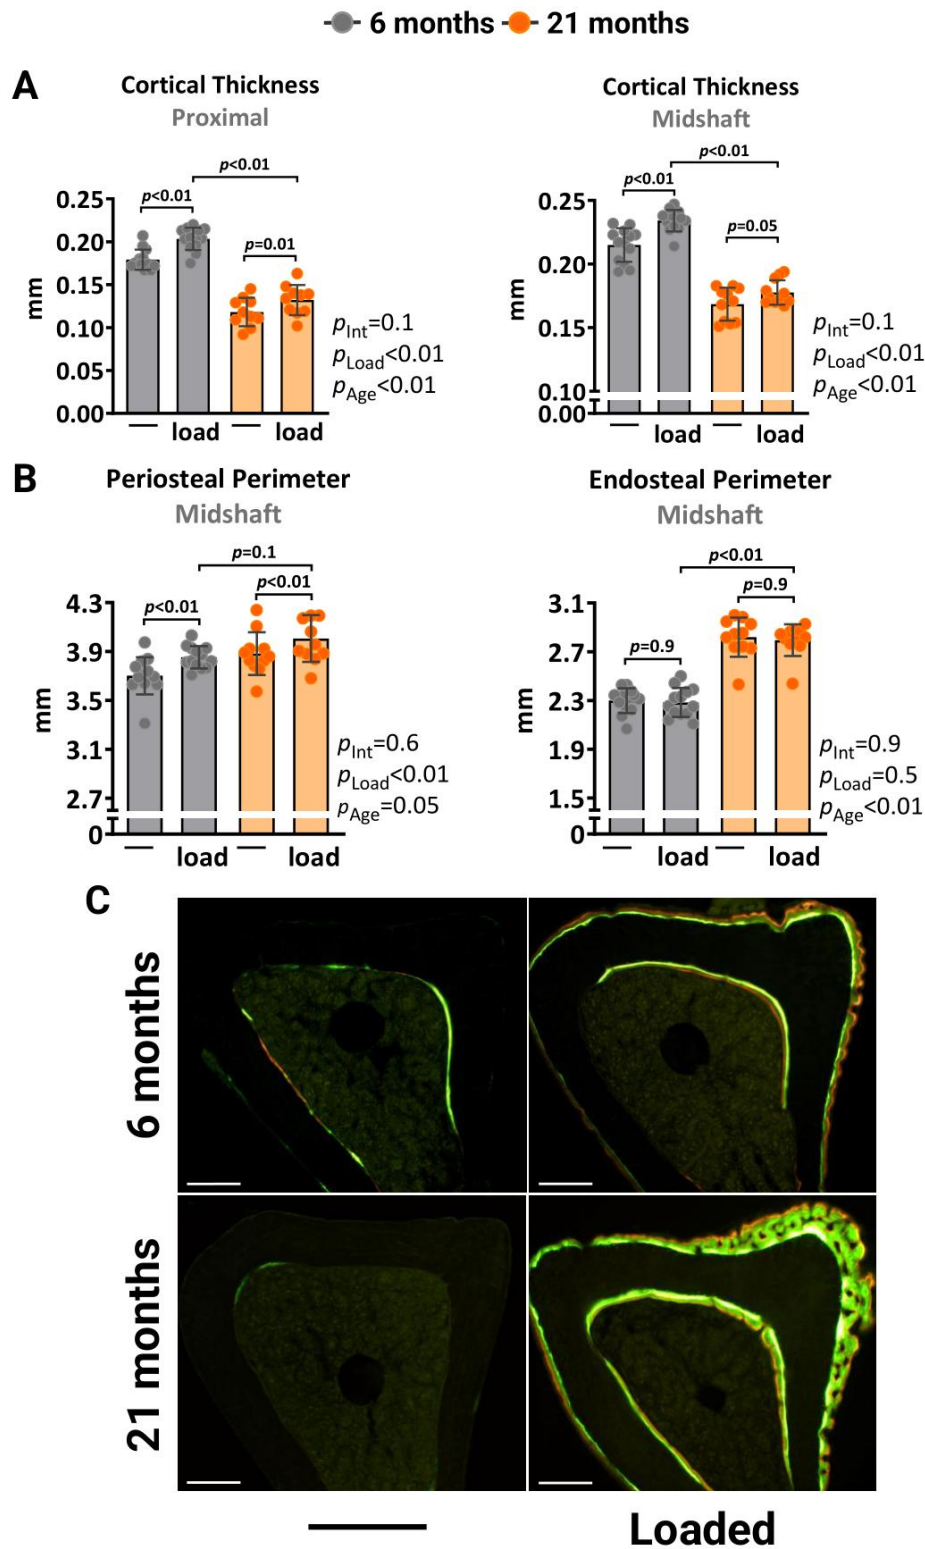 6 months 21 months
A
Cortical Thickness
Proximal
p<0.01
p<0.01
p=0.01
0.25
0.20
0.15
0.10
0.05
0.00
mm
pInt=0.1
pLoad<0.01
pAge<0.01
— load — load
Cortical Thickness
Midshaft
p<0.01
p<0.01
p=0.05
0.25
0.20
0.15
0.10
0.00
mm
pInt=0.1
pLoad<0.01
pAge<0.01
— load — load
B
Periosteal Perimeter
Midshaft
p=0.1
p<0.01
p<0.01
4.3
3.9
3.5
3.1
2.7
0
mm
pInt=0.6
pLoad<0.01
pAge=0.05
— load — load
Endosteal Perimeter
Midshaft
p<0.01
p=0.9
p=0.9
3.1
2.7
2.3
1.9
1.5
0
mm
pInt=0.9
pLoad=0.5
pAge<0.01
— load — load
C
6 months
21 months
— Loaded